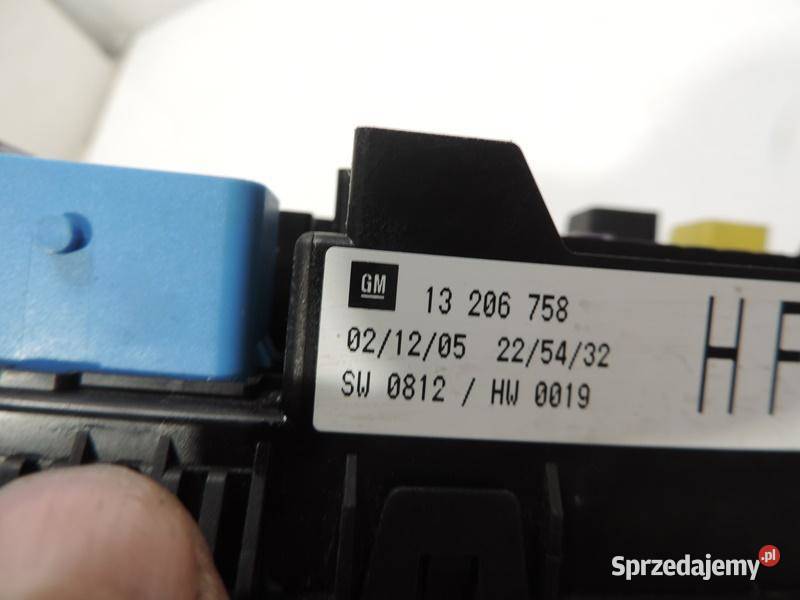 GM 13 206 758
02/12/05 22/54/32
SW 0812 / HW 0019
Sprzedajemy.pl